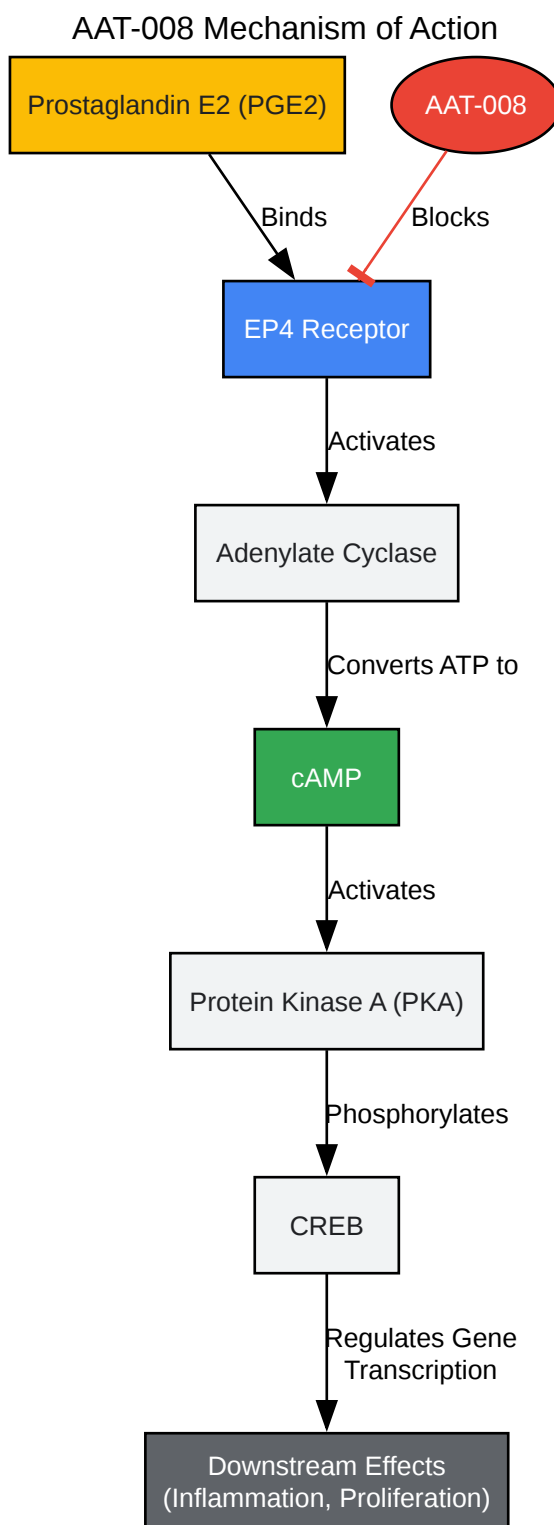 AAT-008 Mechanism of Action
Prostaglandin E2 (PGE2)
AAT-008
Binds
Blocks
EP4 Receptor
Activates
Adenylate Cyclase
Converts ATP to
cAMP
Activates
Protein Kinase A (PKA)
Phosphorylates
CREB
Regulates Gene
Transcription
Downstream Effects
(Inflammation, Proliferation)